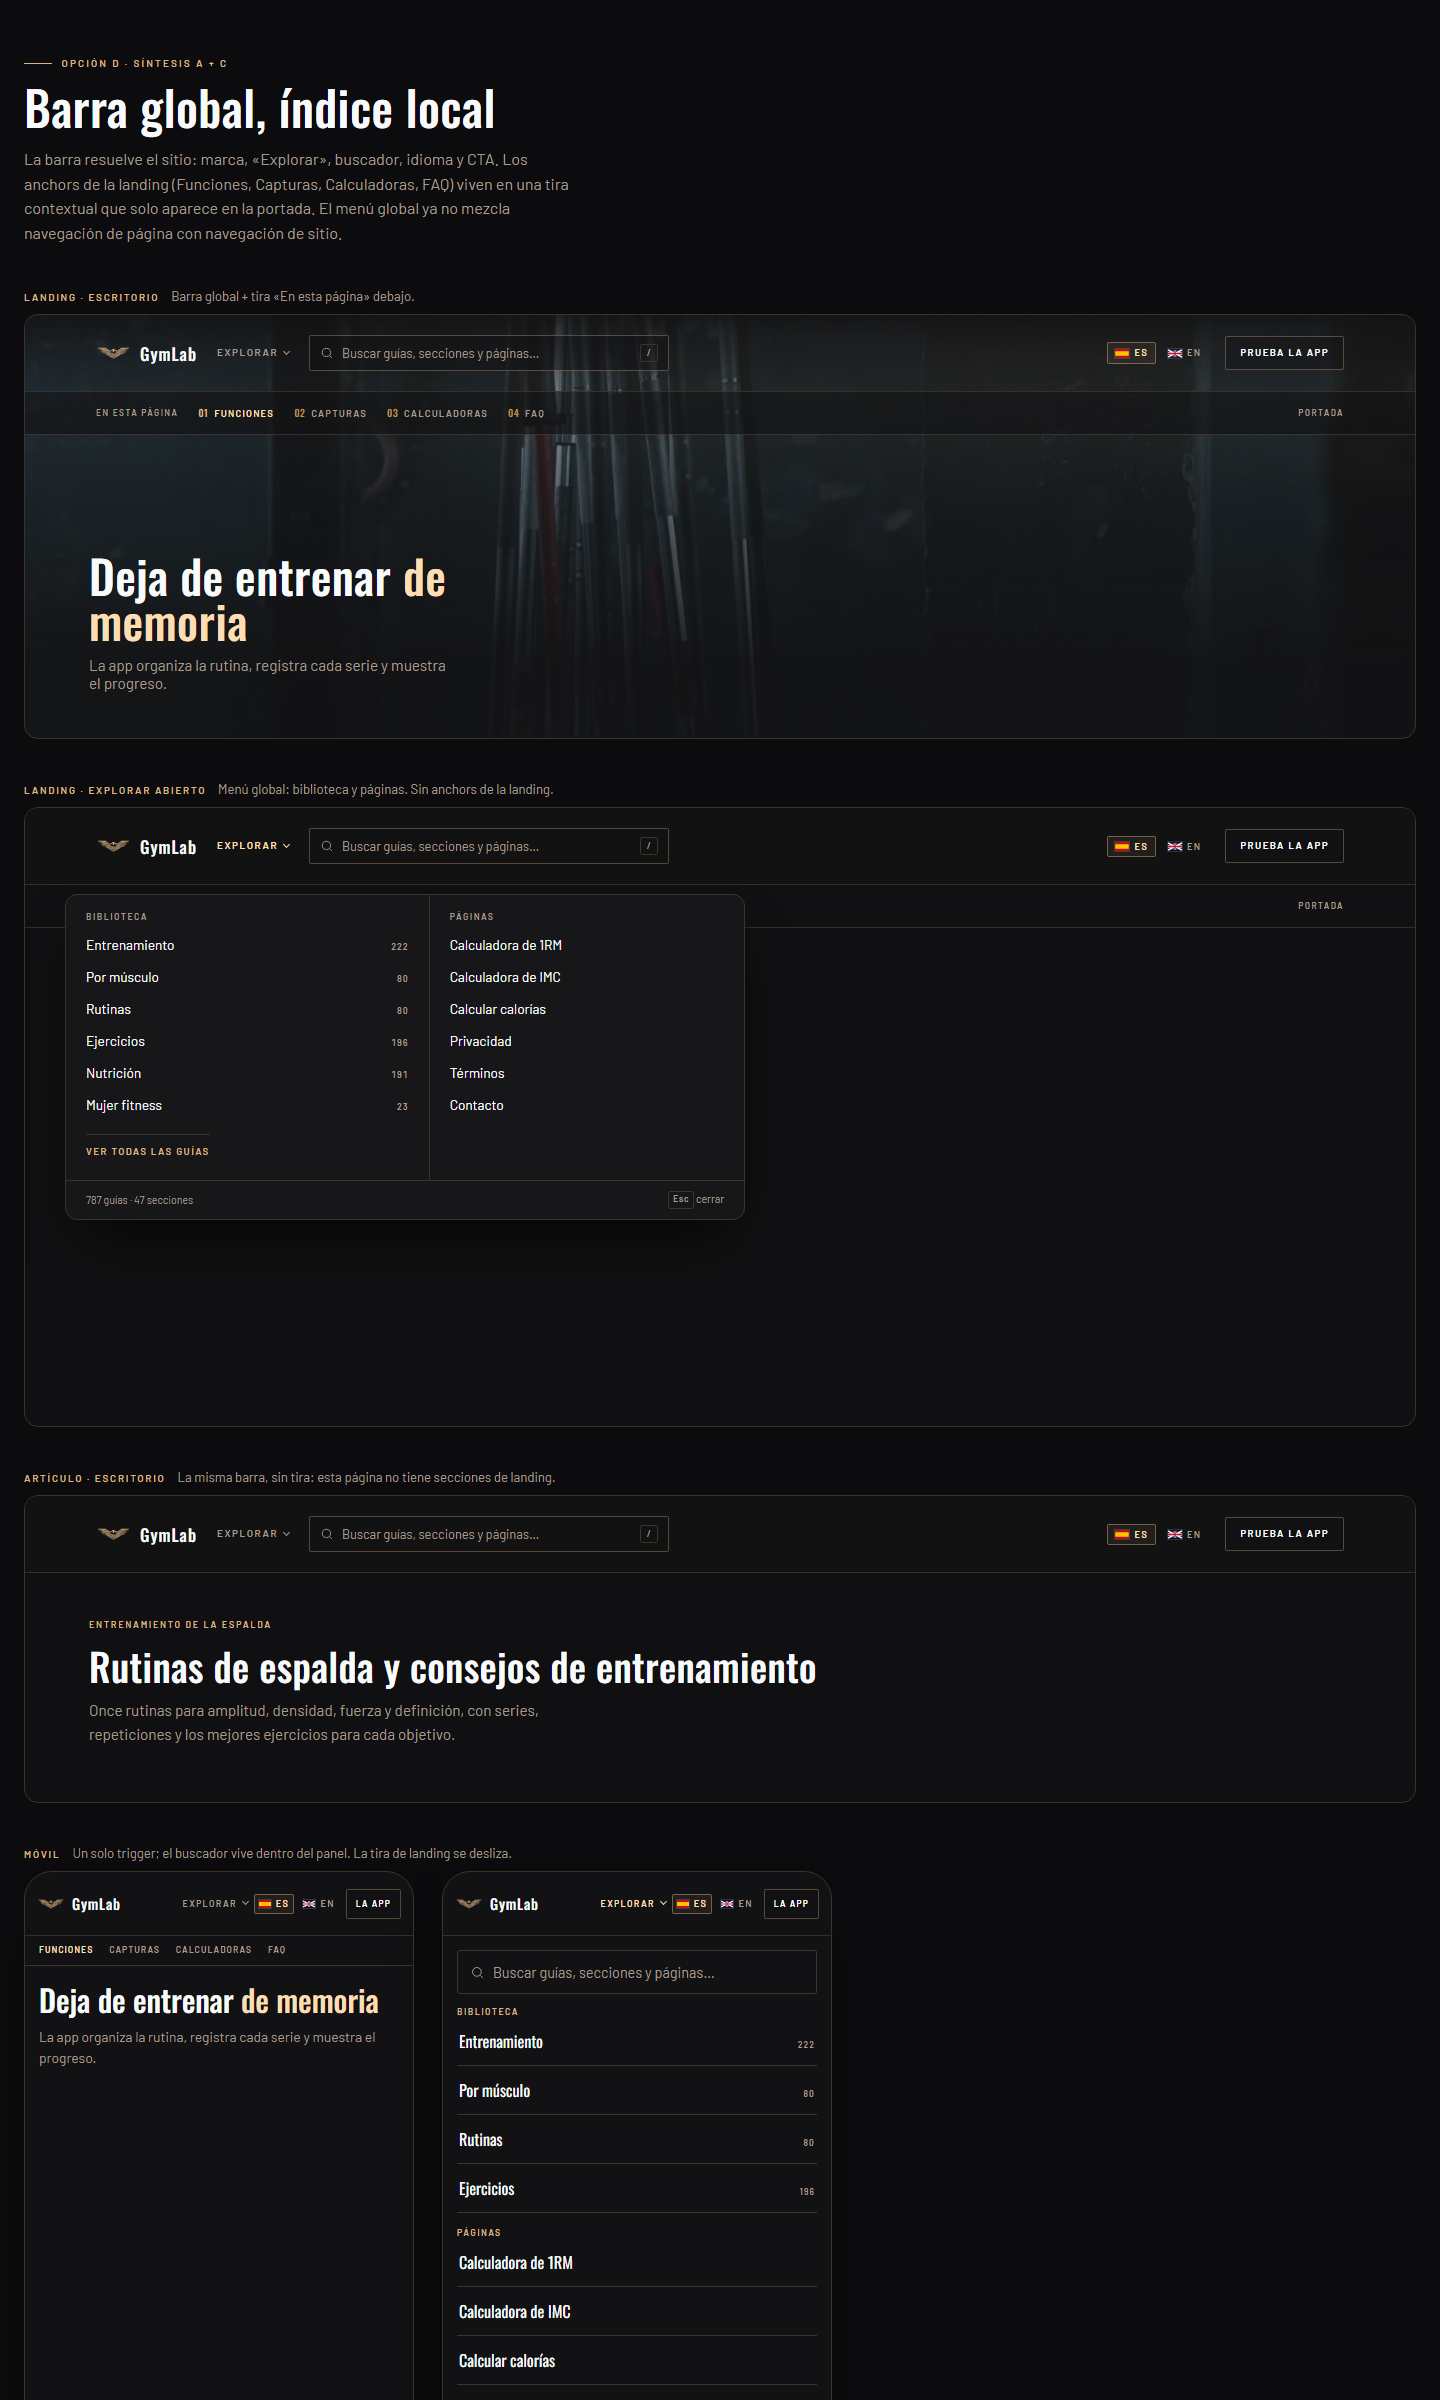 OPCIÓN D · SÍNTESIS A + C
Barra global, índice local
La barra resuelve el sitio: marca, «Explorar», buscador, idioma y CTA. Los
anchors de la landing (Funciones, Capturas, Calculadoras, FAQ) viven en una tira
contextual que solo aparece en la portada. El menú global ya no mezcla
navegación de página con navegación de sitio.
LANDING · ESCRITORIO Barra global + tira «En esta página» debajo.
GymLab EXPLORAR Buscar guías, secciones y páginas... / ES EN PRUEBA LA APP
EN ESTA PÁGINA 01 FUNCIONES 02 CAPTURAS 03 CALCULADORAS 04 FAQ PORTADA
Deja de entrenar de
memoria
La app organiza la rutina, registra cada serie y muestra
el progreso.
LANDING · EXPLORAR ABIERTO Menú global: biblioteca y páginas. Sin anchors de la landing.
GymLab EXPLORAR Buscar guías, secciones y páginas... / ES EN PRUEBA LA APP
PORTADA
BIBLIOTECA
Entrenamiento 222
Por músculo 80
Rutinas 80
Ejercicios 196
Nutrición 191
Mujer fitness 23
VER TODAS LAS GUÍAS
PÁGINAS
Calculadora de 1RM
Calculadora de IMC
Calcular calorías
Privacidad
Términos
Contacto
787 guías · 47 secciones Esc cerrar
ARTÍCULO · ESCRITORIO La misma barra, sin tira: esta página no tiene secciones de landing.
GymLab EXPLORAR Buscar guías, secciones y páginas... / ES EN PRUEBA LA APP
ENTRENAMIENTO DE LA ESPALDA
Rutinas de espalda y consejos de entrenamiento
Once rutinas para amplitud, densidad, fuerza y definición, con series,
repeticiones y los mejores ejercicios para cada objetivo.
MÓVIL Un solo trigger; el buscador vive dentro del panel. La tira de landing se desliza.
GymLab EXPLORAR ES EN LA APP
FUNCIONES CAPTURAS CALCULADORAS FAQ
Deja de entrenar de memoria
La app organiza la rutina, registra cada serie y muestra el
progreso.
GymLab EXPLORAR ES EN LA APP
Buscar guías, secciones y páginas...
BIBLIOTECA
Entrenamiento 222
Por músculo 80
Rutinas 80
Ejercicios 196
PÁGINAS
Calculadora de 1RM
Calculadora de IMC
Calcular calorías